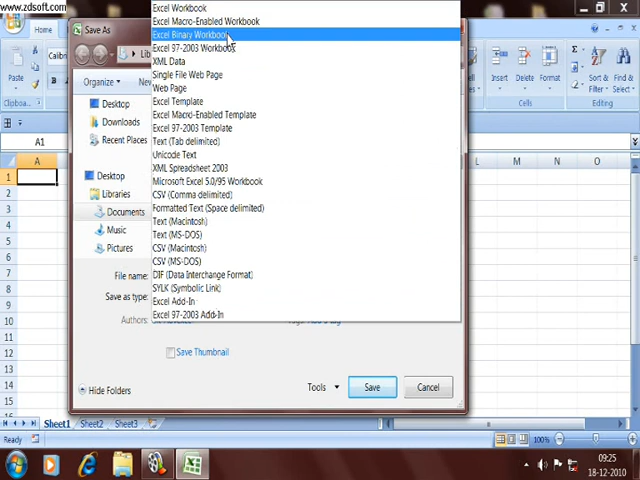 www.zdsoft.com
Home
Save As
Calibri
Paste
B
Clipboard
Insert
Delete
Format
Cells
Sort &
Find &
Filter
Select
Editing
A1
Organize
Desktop
Downloads
Recent Places
Desktop
Libraries
Documents
Music
Pictures
Excel Workbook
Excel Macro-Enabled Workbook
Excel Binary Workbook
Excel 97-2003 Workbook
XML Data
Single File Web Page
Web Page
Excel Template
Excel Macro-Enabled Template
Excel 97-2003 Template
Text (Tab delimited)
Unicode Text
XML Spreadsheet 2003
Microsoft Excel 5.0/95 Workbook
CSV (Comma delimited)
Formatted Text (Space delimited)
Text (Macintosh)
Text (MS-DOS)
CSV (Macintosh)
CSV (MS-DOS)
DIF (Data Interchange Format)
SYLK (Symbolic Link)
Excel Add-In
Excel 97-2003 Add-In
File name:
Save as type:
Authors:
Save Thumbnail
Hide Folders
Tools
Save
Cancel
A
L
M
N
O
1
2
3
4
5
6
7
8
9
10
11
12
13
14
15
Sheet1
Sheet2
Sheet3
Ready
100%
09:25
18-12-2010